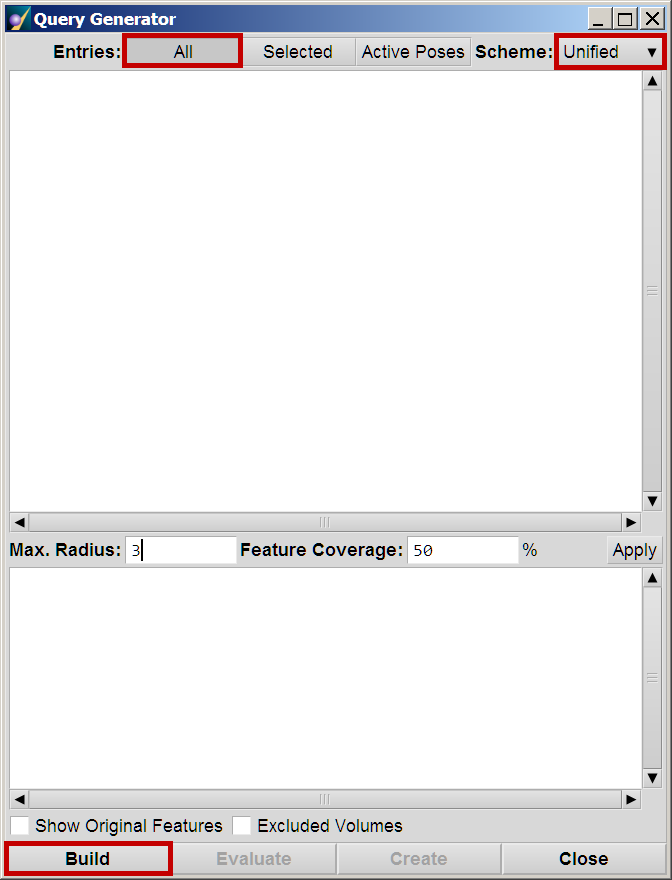 Query Generator
Entries: All Selected Active Poses Scheme: Unified
Max. Radius: 3 Feature Coverage: 50 % Apply
Show Original Features Excluded Volumes
Build Evaluate Create Close